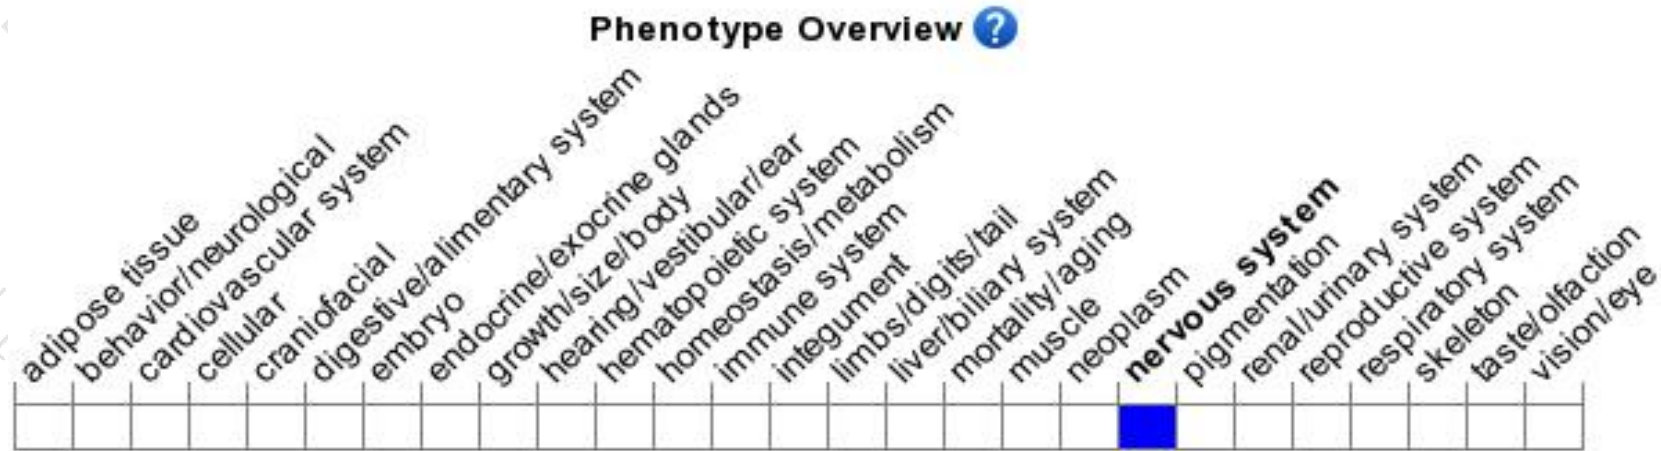 Phenotype Overview ?
adipose tissue
behavior/neurological
cardiovascular system
cellular
craniofacial
digestive/alimentary system
embryo
endocrine/exocrine glands
growth/size/body
hearing/vestibular/ear
hematopoietic system
homeostasis/metabolism
immune system
integument
limbs/digits/tail
liver/biliary system
mortality/aging
muscle
neoplasm
nervous system
pigmentation
renal/urinary system
reproductive system
respiratory system
skeleton
taste/olfaction
vision/eye